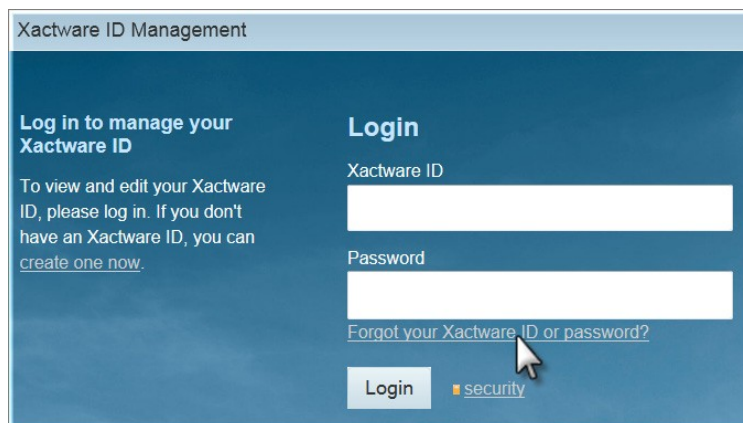 Xactware ID Management
Log in to manage your
Xactware ID
To view and edit your Xactware
ID, please log in. If you don't
have an Xactware ID, you can
create one now.
Login
Xactware ID
Password
Forgot your Xactware ID or password?
Login
security